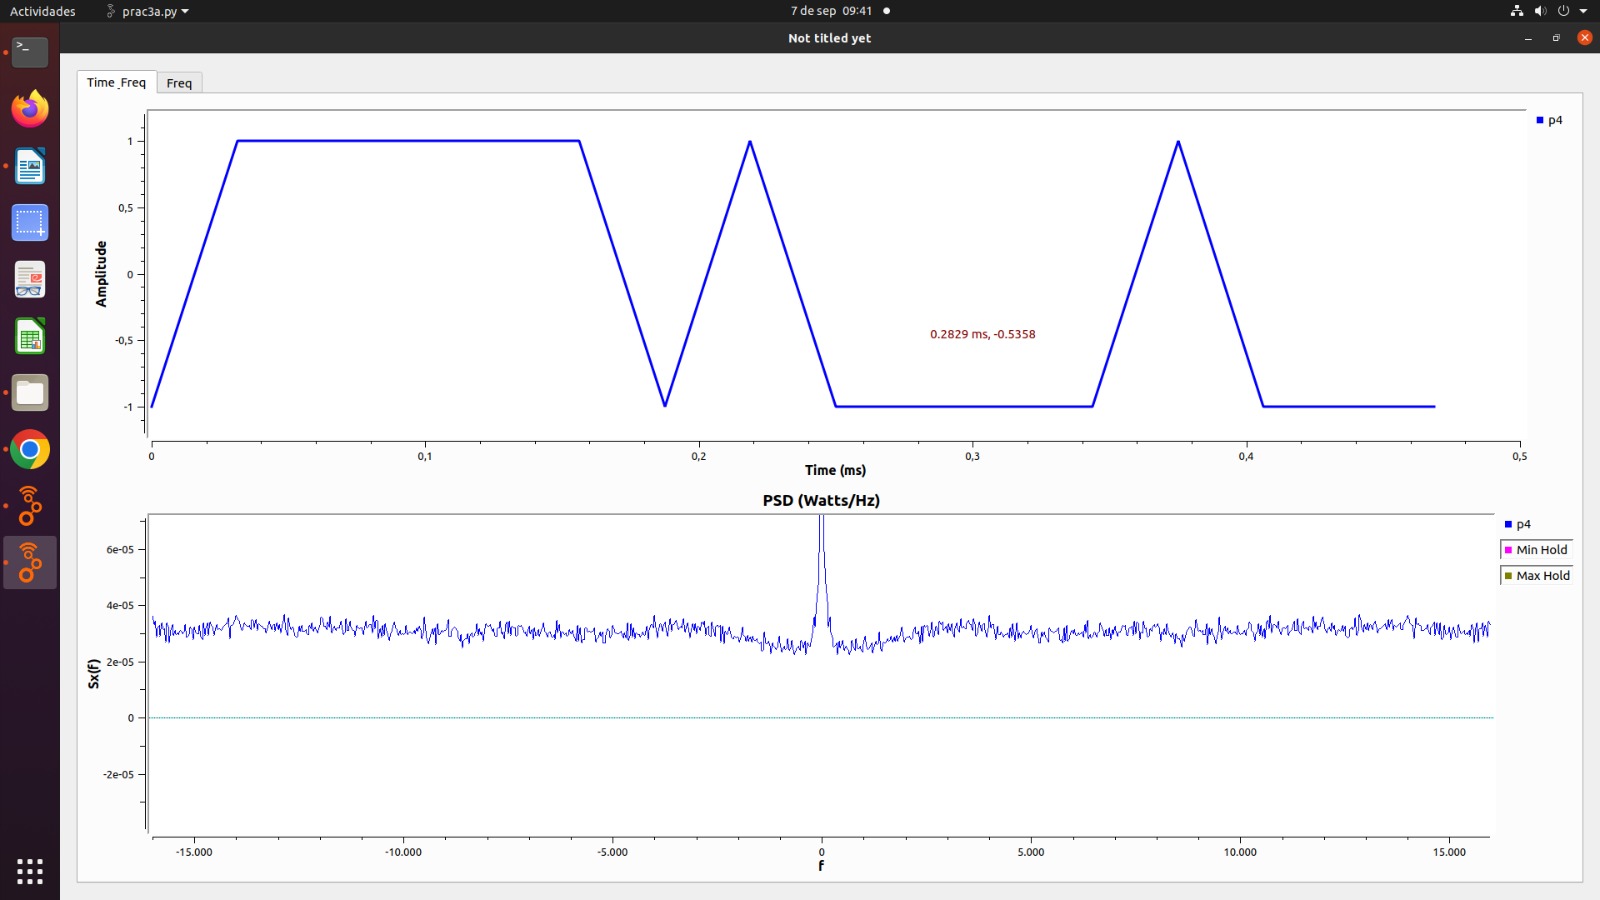 Actividades
prac3a.py
7 de sep 09:41
Not titled yet
Time_Freq
Freq
p4
1
0,5
0
-0,5
-1
Amplitude
0.2829 ms, -0.5358
0
0,1
0,2
0,3
0,4
0,5
Time (ms)
PSD (Watts/Hz)
p4
Min Hold
Max Hold
6e-05
4e-05
2e-05
0
-2e-05
Sx(f)
-15.000
-10.000
-5.000
0
5.000
10.000
15.000
f